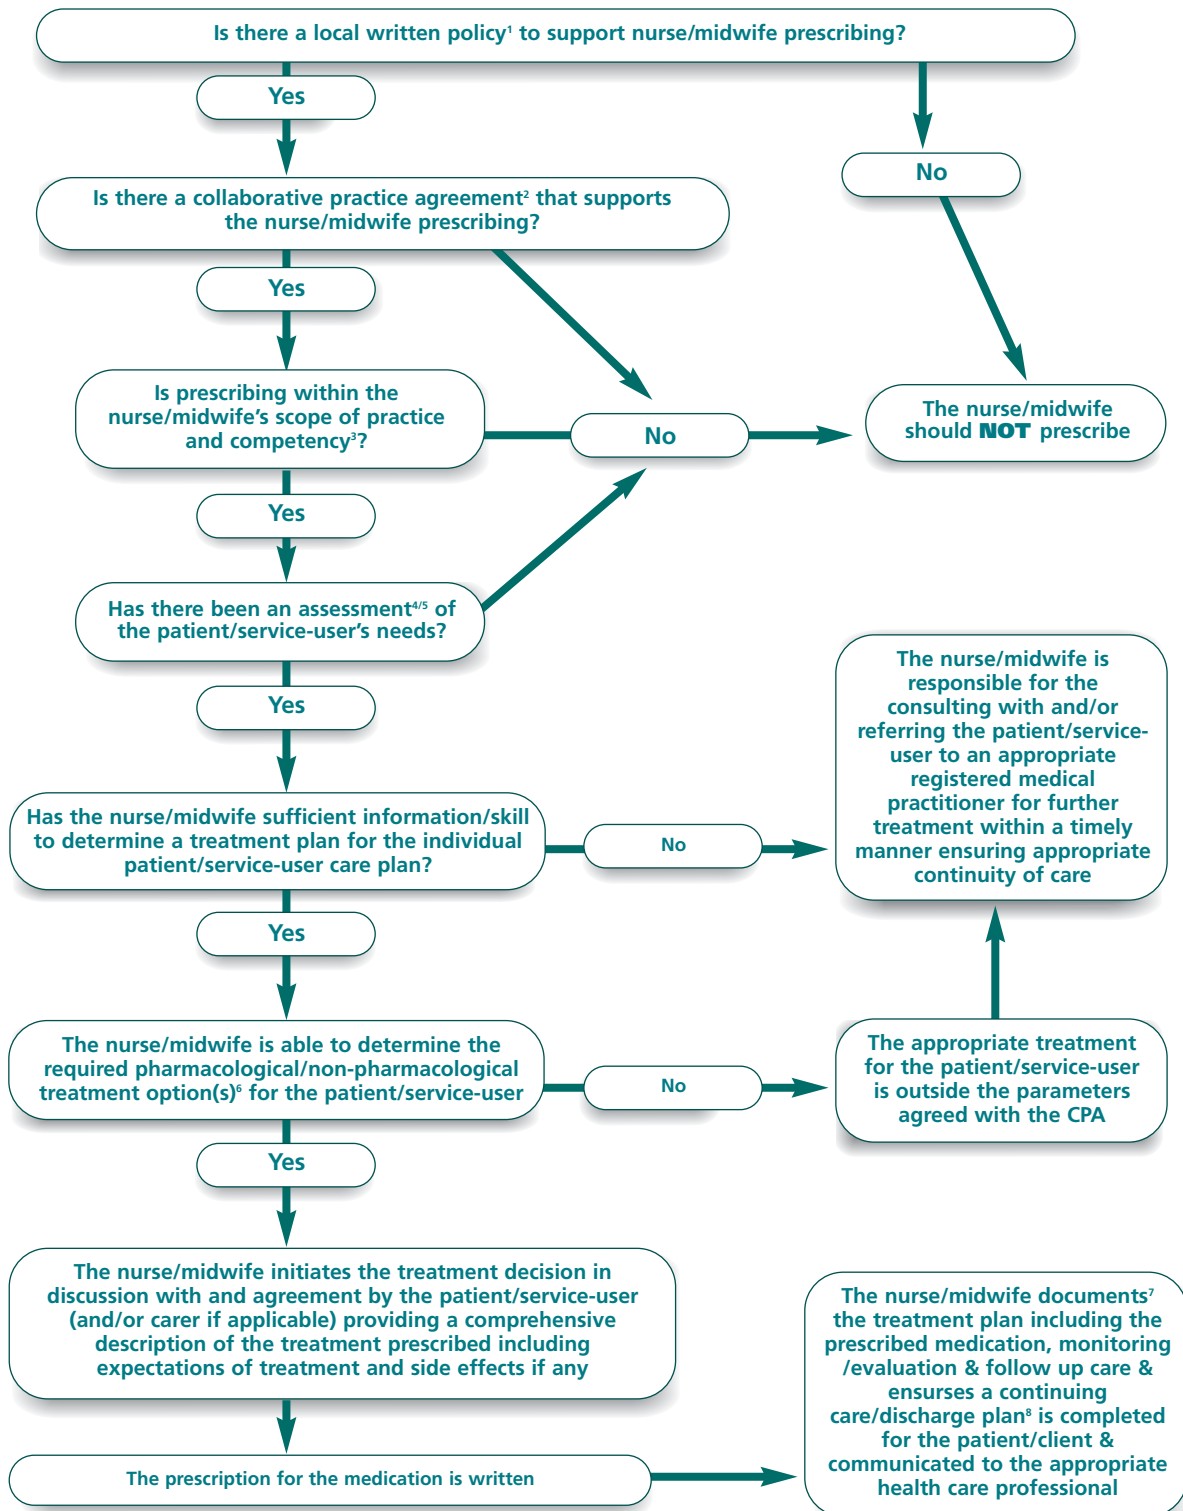 Is there a local written policy¹ to support nurse/midwife prescribing?
Yes
No
Is there a collaborative practice agreement² that supports
the nurse/midwife prescribing?
Yes
Is prescribing within the
nurse/midwife's scope of practice
and competency³?
No
The nurse/midwife
should NOT prescribe
Yes
Has there been an assessment⁴/⁵ of
the patient/service-user's needs?
Yes
The nurse/midwife is
responsible for the
consulting with and/or
referring the patient/service-
user to an appropriate
registered medical
practitioner for further
treatment within a timely
manner ensuring appropriate
continuity of care
Has the nurse/midwife sufficient information/skill
to determine a treatment plan for the individual
patient/service-user care plan?
No
Yes
The nurse/midwife is able to determine the
required pharmacological/non-pharmacological
treatment option(s)⁶ for the patient/service-user
No
The appropriate treatment
for the patient/service-user
is outside the parameters
agreed with the CPA
Yes
The nurse/midwife initiates the treatment decision in
discussion with and agreement by the patient/service-user
(and/or carer if applicable) providing a comprehensive
description of the treatment prescribed including
expectations of treatment and side effects if any
The prescription for the medication is written
The nurse/midwife documents⁷
the treatment plan including the
prescribed medication, monitoring
/evaluation & follow up care &
ensurses a continuing
care/discharge plan⁸ is completed
for the patient/client &
communicated to the appropriate
health care professional